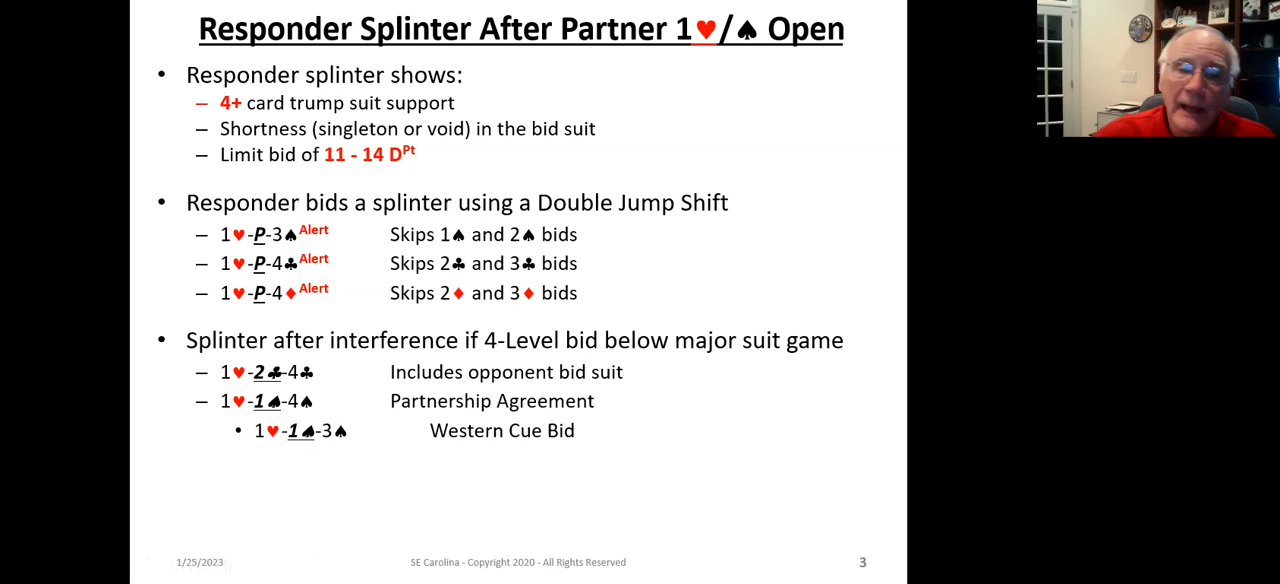 Responder Splinter After Partner 1♥/♠ Open
• Responder splinter shows:
– 4+ card trump suit support
– Shortness (singleton or void) in the bid suit
– Limit bid of 11 - 14 DPt
• Responder bids a splinter using a Double Jump Shift
– 1♥-P-3♠Alert Skips 1♠ and 2♠ bids
– 1♥-P-4♣Alert Skips 2♣ and 3♣ bids
– 1♥-P-4♦Alert Skips 2♦ and 3♦ bids
• Splinter after interference if 4-Level bid below major suit game
– 1♥-2♣-4♣ Includes opponent bid suit
– 1♥-1♠-4♠ Partnership Agreement
• 1♥-1♠-3♠ Western Cue Bid
1/25/2023 SE Carolina - Copyright 2020 - All Rights Reserved 3